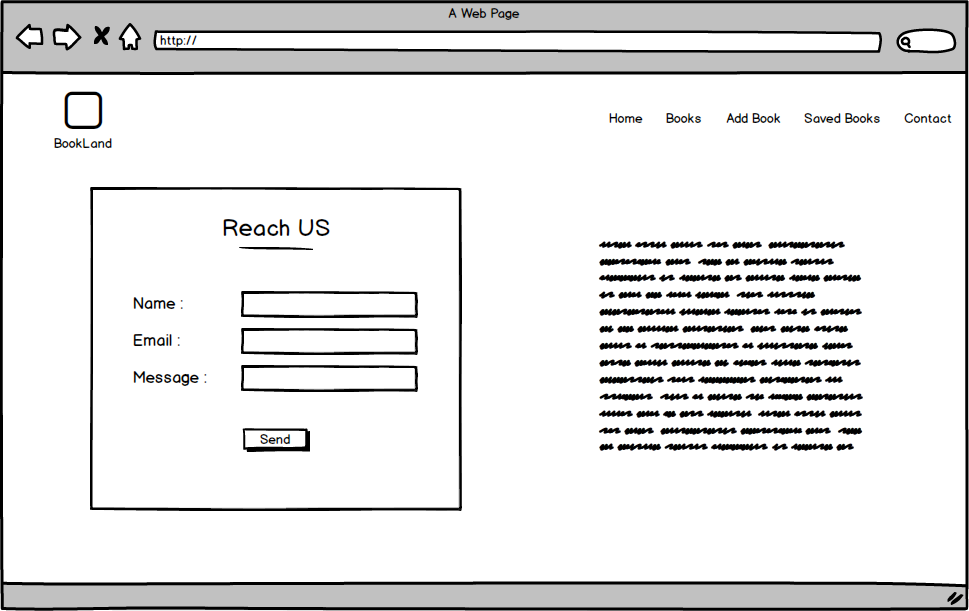 A Web Page
http://
Home Books Add Book Saved Books Contact
BookLand
Reach US
Name :
Email :
Message :
Send